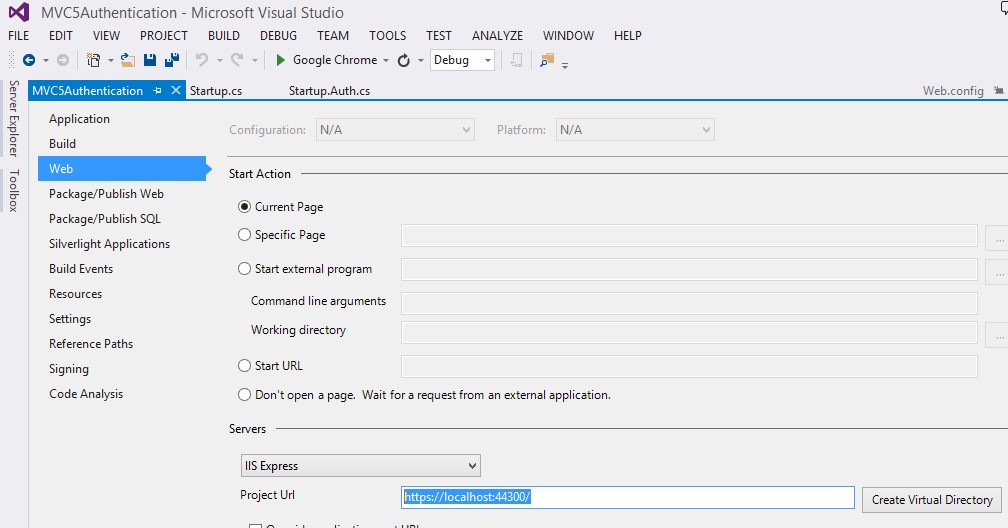 MVC5Authentication - Microsoft Visual Studio
FILE EDIT VIEW PROJECT BUILD DEBUG TEAM TOOLS TEST ANALYZE WINDOW HELP
Google Chrome Debug
Server Explorer
Toolbox
MVC5Authentication Startup.cs Startup.Auth.cs Web.config
Application
Build
Web
Package/Publish Web
Package/Publish SQL
Silverlight Applications
Build Events
Resources
Settings
Reference Paths
Signing
Code Analysis
Configuration: N/A Platform: N/A
Start Action
Current Page
Specific Page ...
Start external program ...
Command line arguments
Working directory ...
Start URL
Don't open a page. Wait for a request from an external application.
Servers
IIS Express
Project Url https://localhost:44300/ Create Virtual Directory